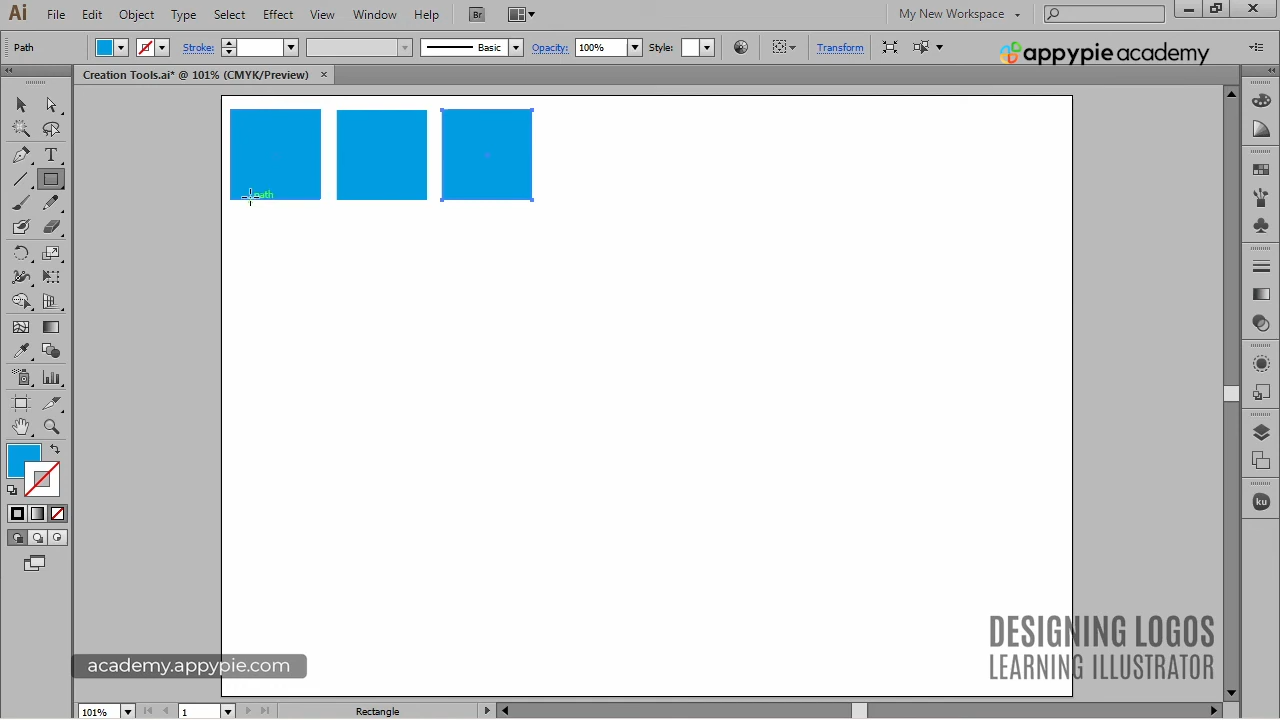 Ai File Edit Object Type Select Effect View Window Help Br My New Workspace
Path Stroke: Basic Opacity: 100% Style: Transform appypie academy
Creation Tools.ai* @ 101% (CMYK/Preview) ×
path
T
ku
DESIGNING LOGOS
LEARNING ILLUSTRATOR
academy.appypie.com
101% 1 Rectangle